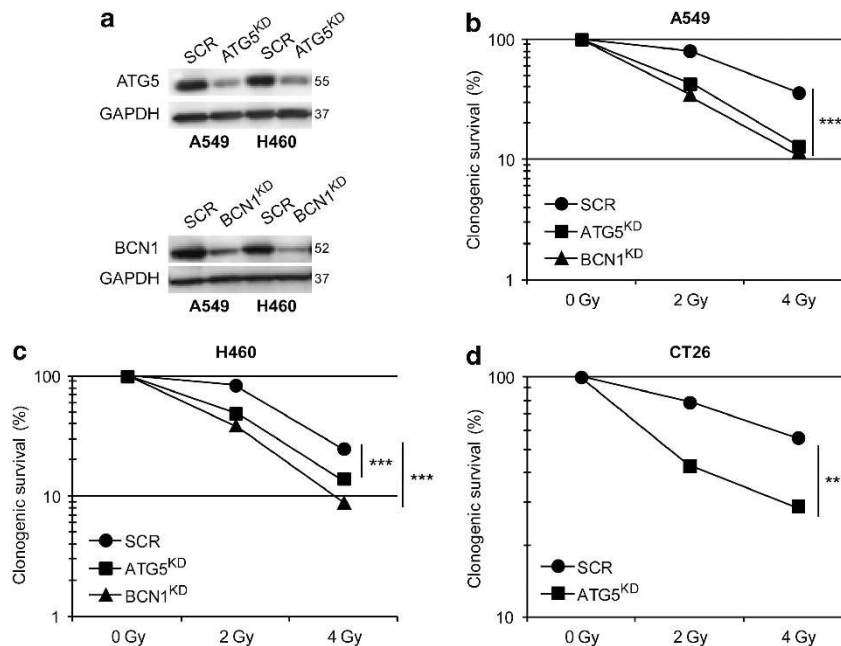 a
SCR ATG5KD SCR ATG5KD
ATG5 55
GAPDH 37
A549 H460
SCR BCN1KD SCR BCN1KD
BCN1 52
GAPDH 37
A549 H460
b
A549
Clonogenic survival (%)
100
10
1
SCR
ATG5KD
BCN1KD
***
0 Gy 2 Gy 4 Gy
c
H460
Clonogenic survival (%)
100
10
1
SCR
ATG5KD
BCN1KD
*** ***
0 Gy 2 Gy 4 Gy
d
CT26
Clonogenic survival (%)
100
10
SCR
ATG5KD
**
0 Gy 2 Gy 4 Gy